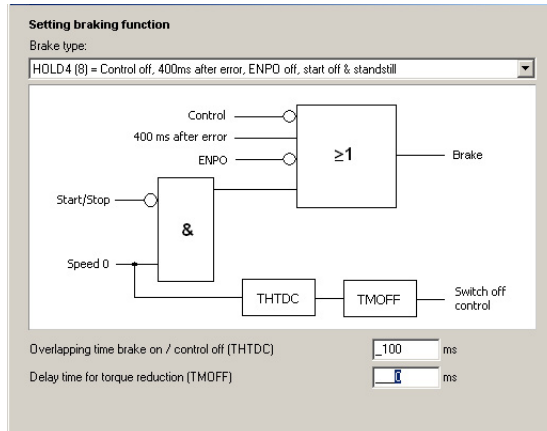 Setting braking function
Brake type:
HOLD4 (8) = Control off, 400ms after error, ENPO off, start off & standstill
Control
400 ms after error
ENPO
≥1
Brake
Start/Stop
&
Speed 0
THTDC
TMOFF
Switch off
control
Overlapping time brake on / control off (THTDC)
_100 ms
Delay time for torque reduction (TMOFF)
___0 ms